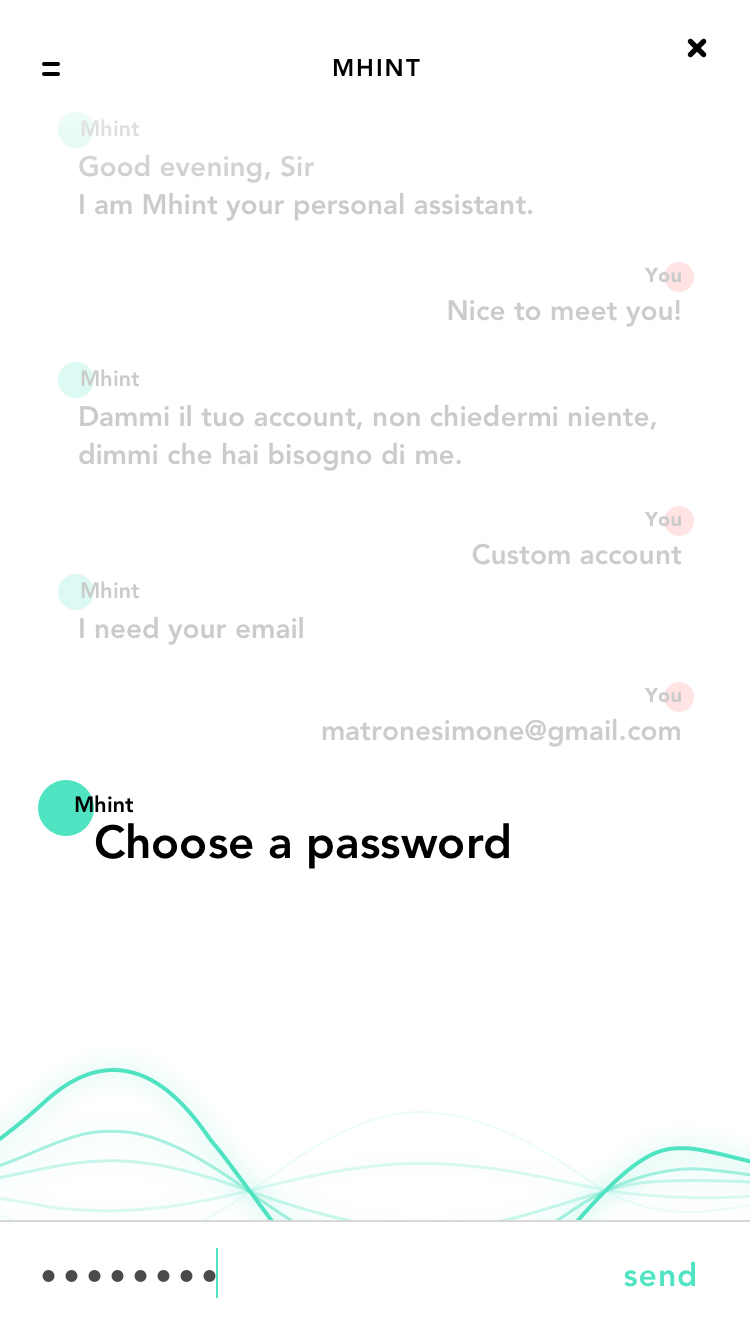 MHINT
Mhint
Good evening, Sir
I am Mhint your personal assistant.
You
Nice to meet you!
Mhint
Dammi il tuo account, non chiedermi niente,
dimmi che hai bisogno di me.
You
Custom account
Mhint
I need your email
You
matronesimone@gmail.com
Mhint
Choose a password
send